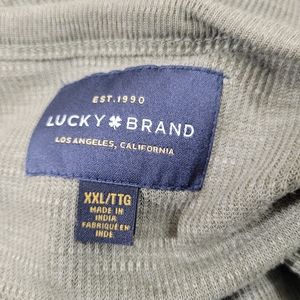 EST. 1990
LUCKY BRAND
LOS ANGELES, CALIFORNIA
XXL/TTG
MADE IN
INDIA
FABRIQUÉ EN
INDE